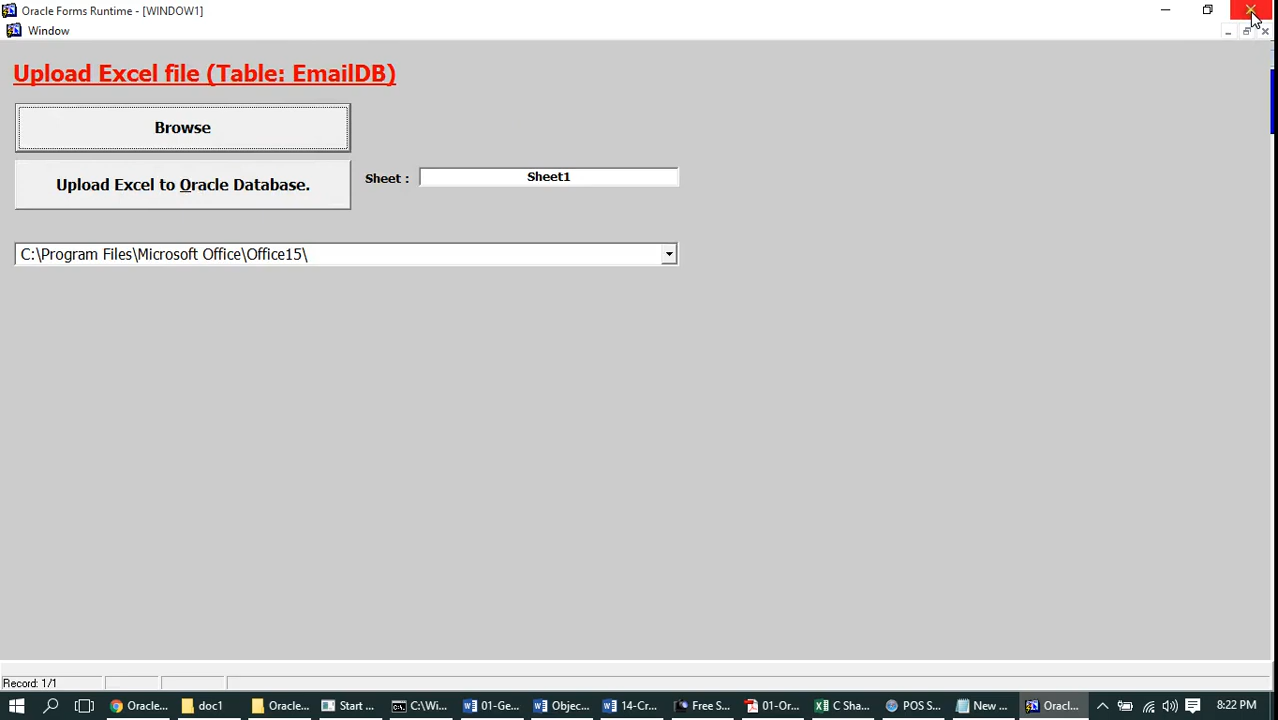 Oracle Forms Runtime - [WINDOW1]
Window
Upload Excel file (Table: EmailDB)
Browse
Upload Excel to Oracle Database.
Sheet :
Sheet1
C:\Program Files\Microsoft Office\Office15\
Record: 1/1
Oracle...
doc1
Oracle...
Start ...
C:\Wi...
01-Ge...
Objec...
14-Cr...
Free S...
01-Or...
C Sha...
POS S...
New ...
Oracl...
8:22 PM